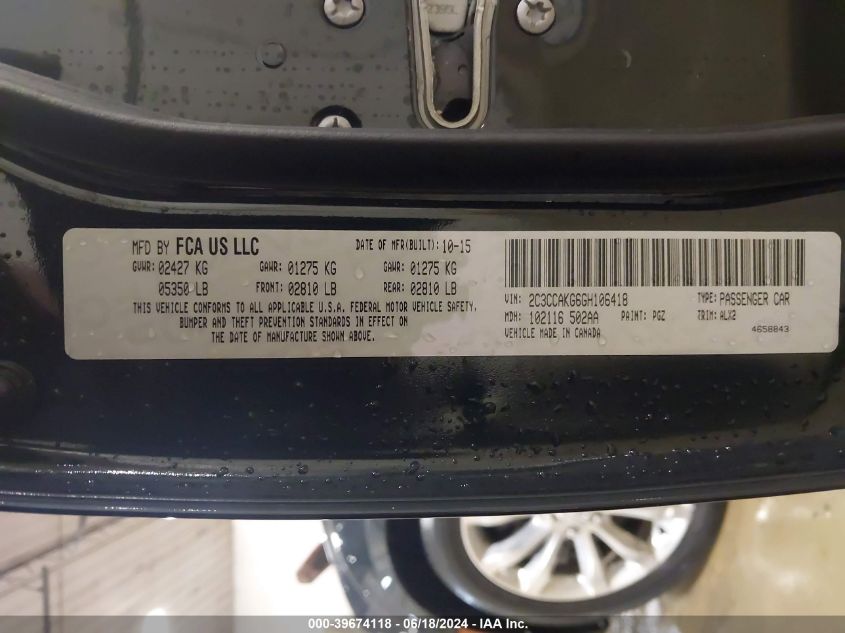 MFD BY FCA US LLC
DATE OF MFR(BUILT): 10-15
GVWR: 02427 KG GAWR: 01275 KG GAWR: 01275 KG
05350 LB FRONT: 02810 LB REAR: 02810 LB
THIS VEHICLE CONFORMS TO ALL APPLICABLE U.S.A. FEDERAL MOTOR VEHICLE SAFETY,
BUMPER AND THEFT PREVENTION STANDARDS IN EFFECT ON
THE DATE OF MANUFACTURE SHOWN ABOVE.
VIN: 2C3CCAKG6GH106418 TYPE: PASSENGER CAR
MDH: 102116 502AA PAINT: PGZ TRIM: ALX2
VEHICLE MADE IN CANADA 4658843
000-39674118 - 06/18/2024 - IAA Inc.